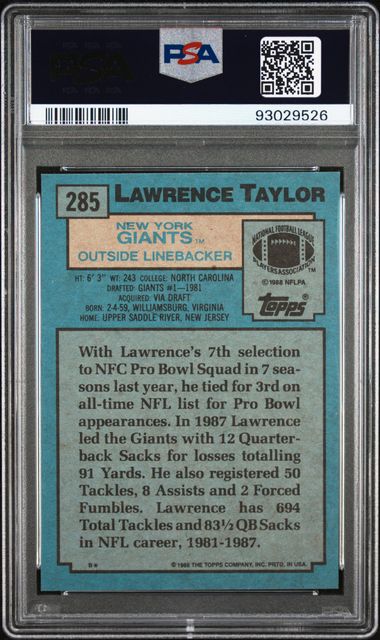 PSA
PSA
93029526
285
LAWRENCE TAYLOR
NEW YORK
GIANTS™
OUTSIDE LINEBACKER
NATIONAL FOOTBALL LEAGUE
PLAYERS ASSOCIATION
© 1988 NFLPA
topps®
HT: 6' 3" WT: 243 COLLEGE: NORTH CAROLINA
DRAFTED: GIANTS #1—1981
ACQUIRED: VIA DRAFT
BORN: 2-4-59, WILLIAMSBURG, VIRGINIA
HOME: UPPER SADDLE RIVER, NEW JERSEY
With Lawrence's 7th selection
to NFC Pro Bowl Squad in 7 sea-
sons last year, he tied for 3rd on
all-time NFL list for Pro Bowl
appearances. In 1987 Lawrence
led the Giants with 12 Quarter-
back Sacks for losses totalling
91 Yards. He also registered 50
Tackles, 8 Assists and 2 Forced
Fumbles. Lawrence has 694
Total Tackles and 83½ QB Sacks
in NFL career, 1981-1987.
B*
© 1988 THE TOPPS COMPANY, INC. PRTD. IN U.S.A.